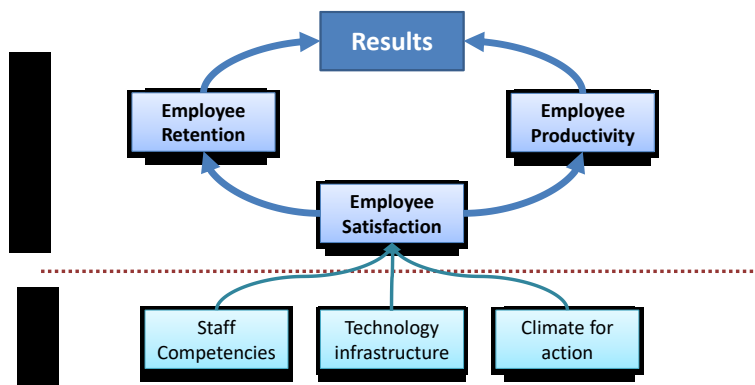 Results
Employee
Retention
Employee
Productivity
Employee
Satisfaction
Staff
Competencies
Technology
infrastructure
Climate for
action